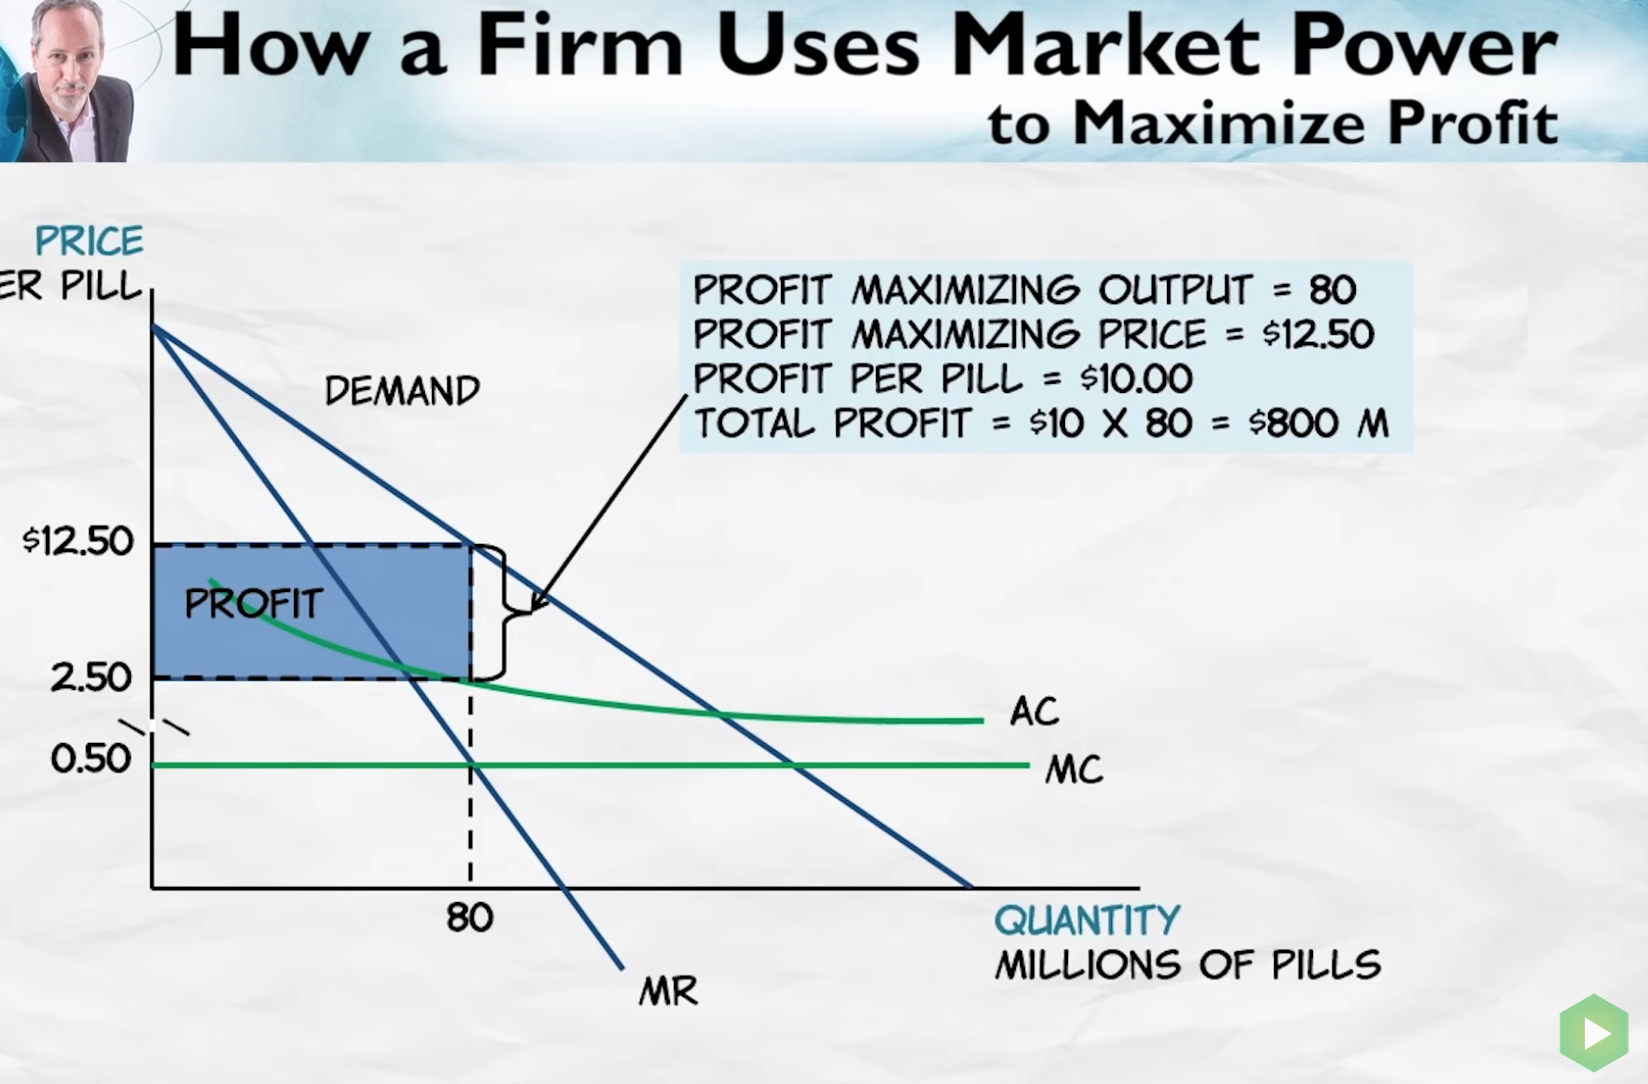 How a Firm Uses Market Power
to Maximize Profit
PRICE
ER PILL
PROFIT MAXIMIZING OUTPUT = 80
PROFIT MAXIMIZING PRICE = $12.50
PROFIT PER PILL = $10.00
TOTAL PROFIT = $10 X 80 = $800 M
DEMAND
$12.50
PROFIT
2.50
AC
0.50
MC
80
QUANTITY
MILLIONS OF PILLS
MR